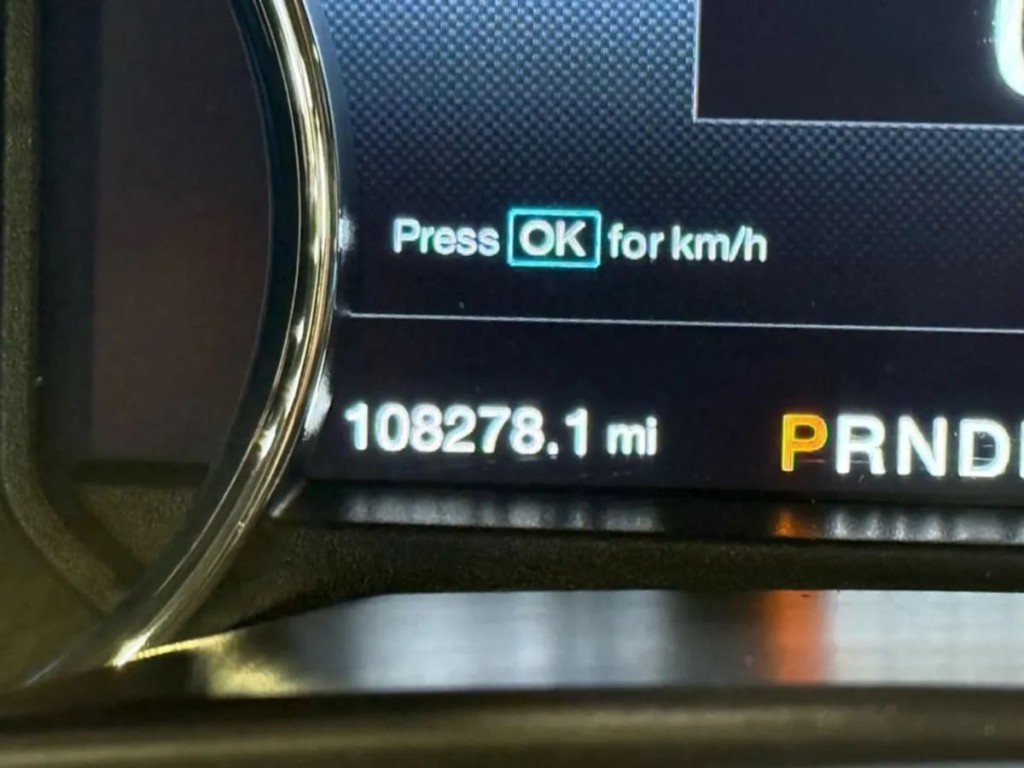 Press OK for km/h
108278.1 mi PRND